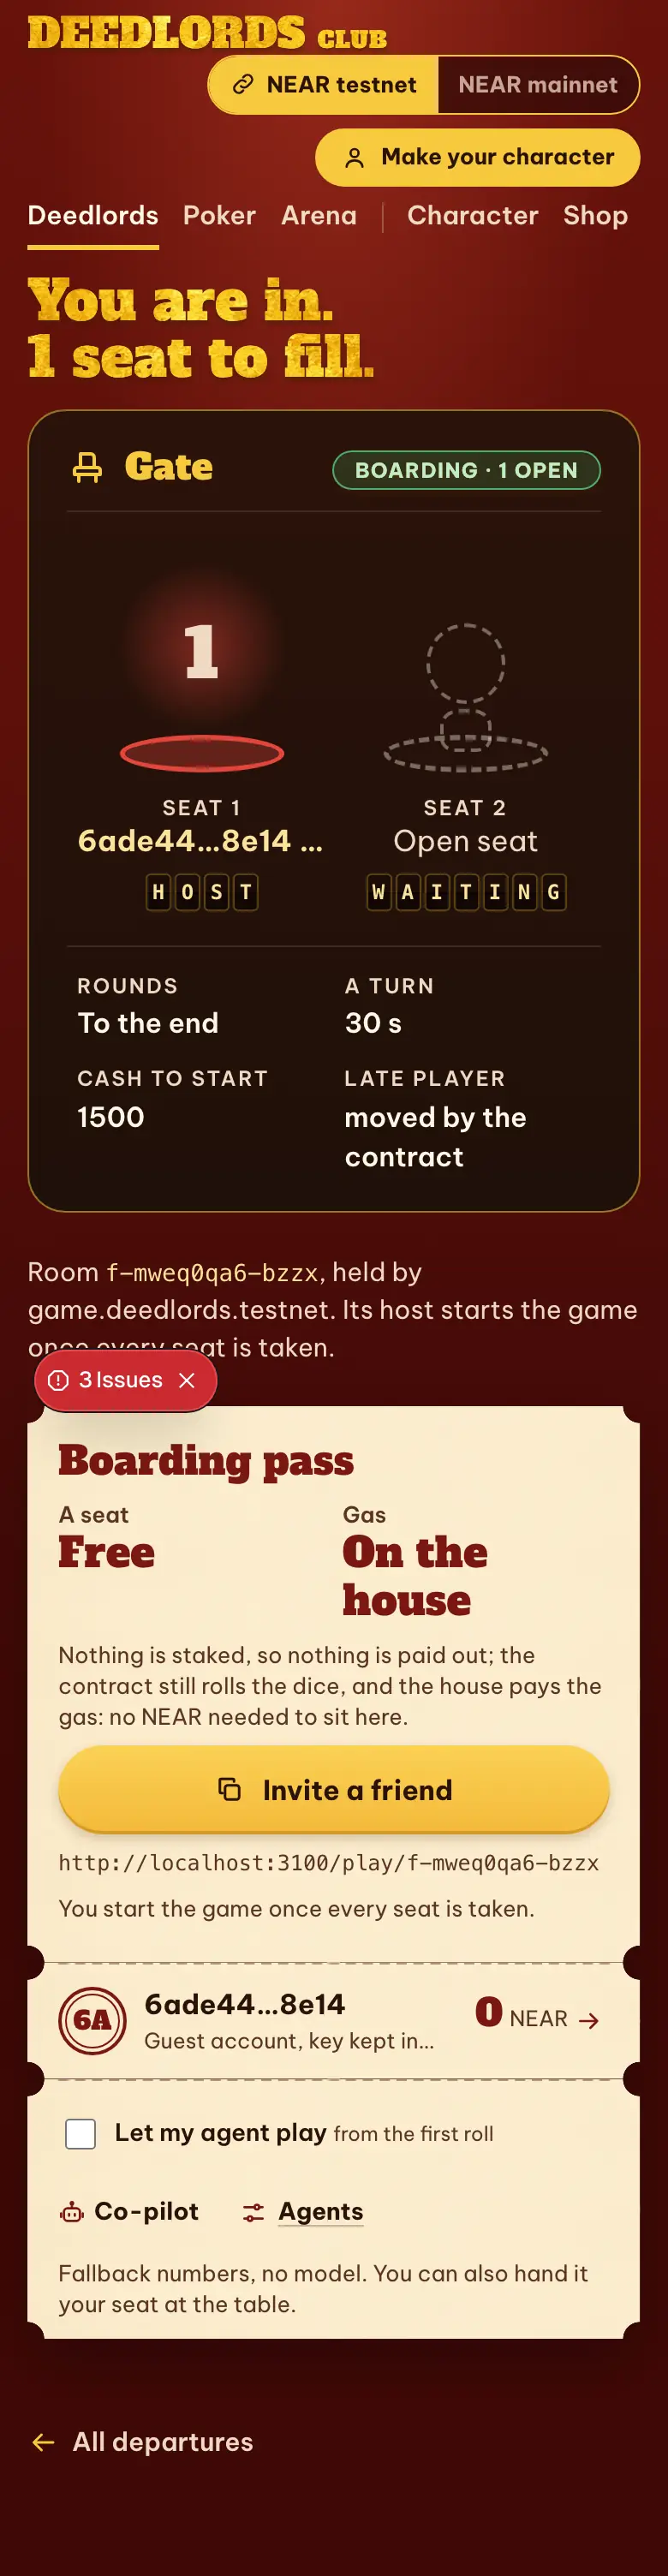 DEEDLORDS CLUB
NEAR testnet NEAR mainnet
Make your character
Deedlords Poker Arena Character Shop
You are in.
1 seat to fill.
Gate BOARDING · 1 OPEN
1
SEAT 1 SEAT 2
6ade44…8e14 … Open seat
HOST WAITING
ROUNDS A TURN
To the end 30 s
CASH TO START LATE PLAYER
1500 moved by the
contract
Room f-mweq0qa6-bzzx, held by
game.deedlords.testnet. Its host starts the game
once every seat is taken.
3 Issues
Boarding pass
A seat Gas
Free On the
house
Nothing is staked, so nothing is paid out; the
contract still rolls the dice, and the house pays the
gas: no NEAR needed to sit here.
Invite a friend
http://localhost:3100/play/f-mweq0qa6-bzzx
You start the game once every seat is taken.
6A 6ade44…8e14 0 NEAR →
Guest account, key kept in…
Let my agent play from the first roll
Co-pilot Agents
Fallback numbers, no model. You can also hand it
your seat at the table.
← All departures